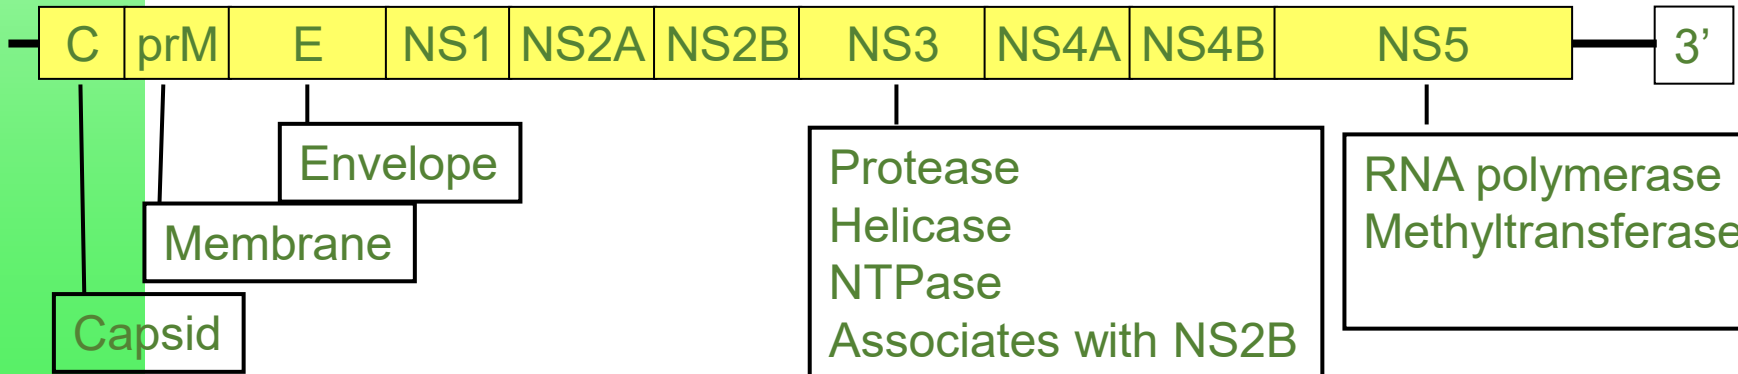 C prM E NS1 NS2A NS2B NS3 NS4A NS4B NS5 3’
Envelope
Membrane
Capsid
Protease
Helicase
NTPase
Associates with NS2B
RNA polymerase
Methyltransferase